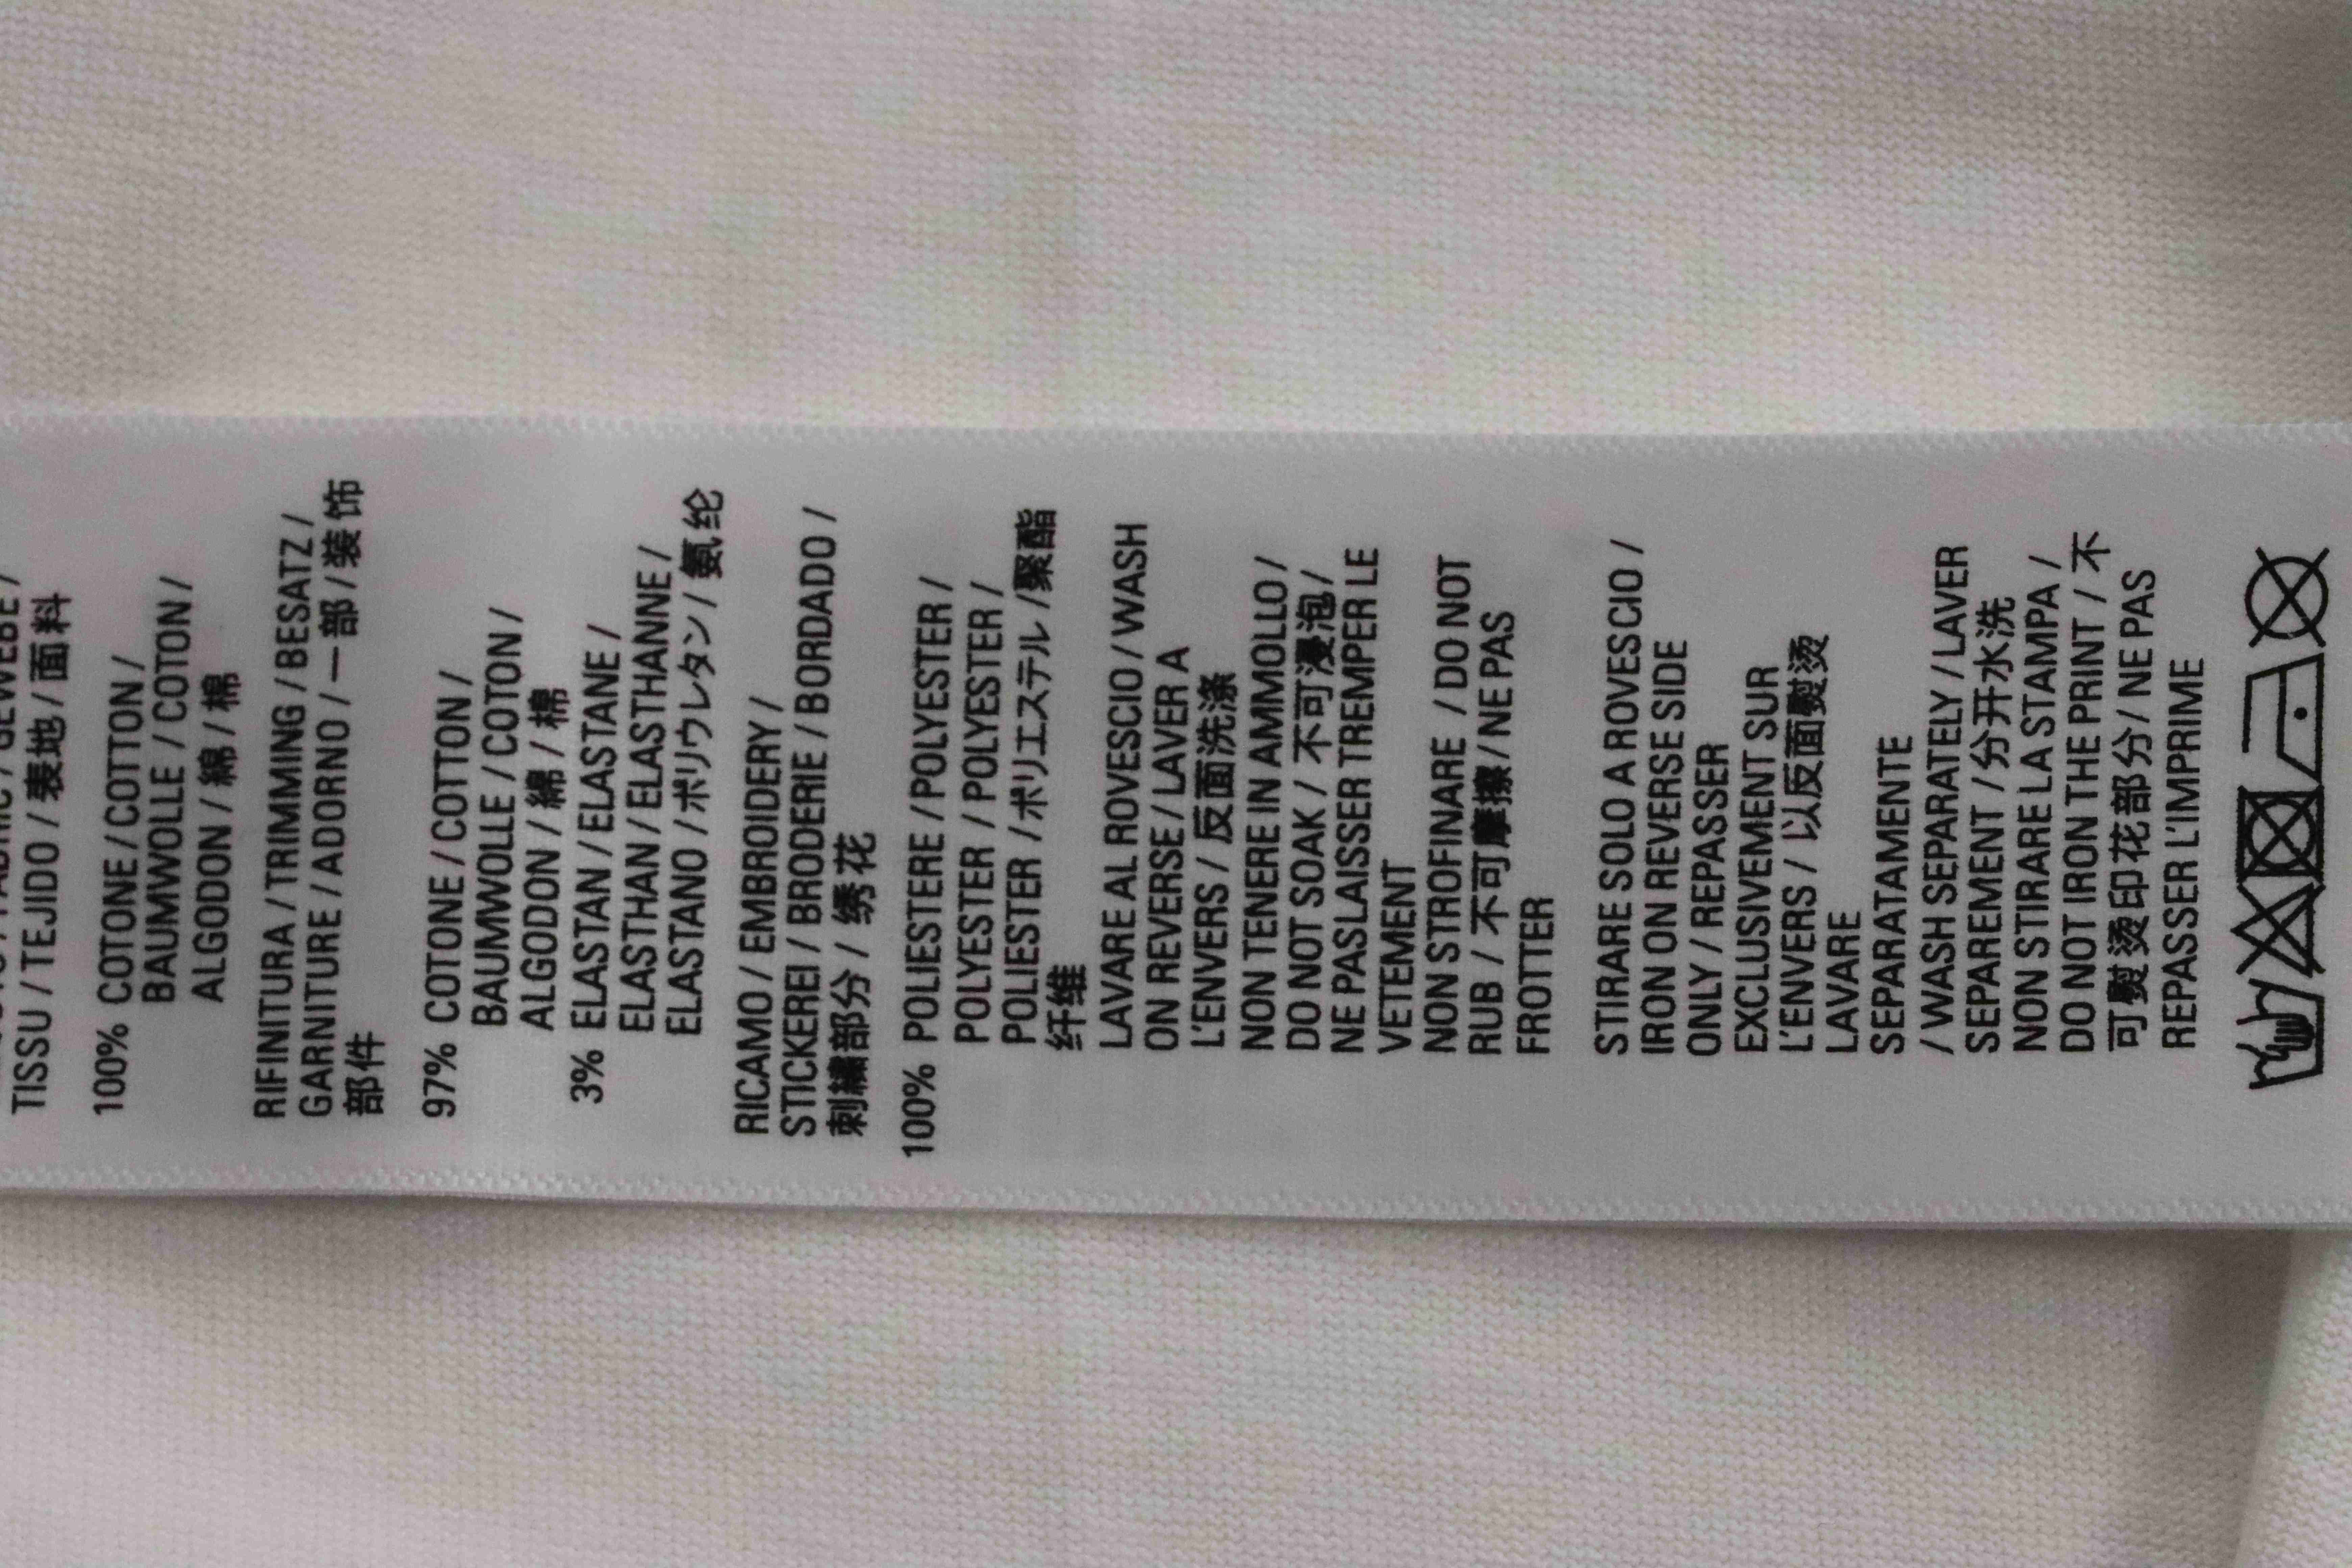 TISSU / TEJIDO / 表地 / 面料
100% COTONE / COTTON /
BAUMWOLLE / COTON /
ALGODON / 綿 / 棉
RIFINITURA / TRIMMING / BESATZ /
GARNITURE / ADORNO / 一部 / 装饰
部件
97% COTONE / COTTON /
BAUMWOLLE / COTON /
ALGODON / 綿 / 棉
3% ELASTAN / ELASTANE /
ELASTHAN / ELASTHANNE /
ELASTANO / ポリウレタン / 氨纶
RICAMO / EMBROIDERY /
STICKEREI / BRODERIE / BORDADO /
刺繍部分 / 绣花
100% POLIESTERE / POLYESTER /
POLYESTER / POLYESTER /
POLIESTER / ポリエステル / 聚酯
纤维
LAVARE AL ROVESCIO / WASH
ON REVERSE / LAVER A
L'ENVERS / 反面洗涤
NON TENERE IN AMMOLLO /
DO NOT SOAK / 不可浸泡 /
NE PASLAISSER TREMPER LE
VETEMENT
NON STROFINARE / DO NOT
RUB / 不可摩擦 / NE PAS
FROTTER
STIRARE SOLO A ROVESCIO /
IRON ON REVERSE SIDE
ONLY / REPASSER
EXCLUSIVEMENT SUR
L'ENVERS / 以反面熨烫
LAVARE
SEPARATAMENTE
/ WASH SEPARATELY / LAVER
SEPAREMENT / 分开水洗
NON STIRARE LA STAMPA /
DO NOT IRON THE PRINT / 不
可熨烫印花部分 / NE PAS
REPASSER L'IMPRIME